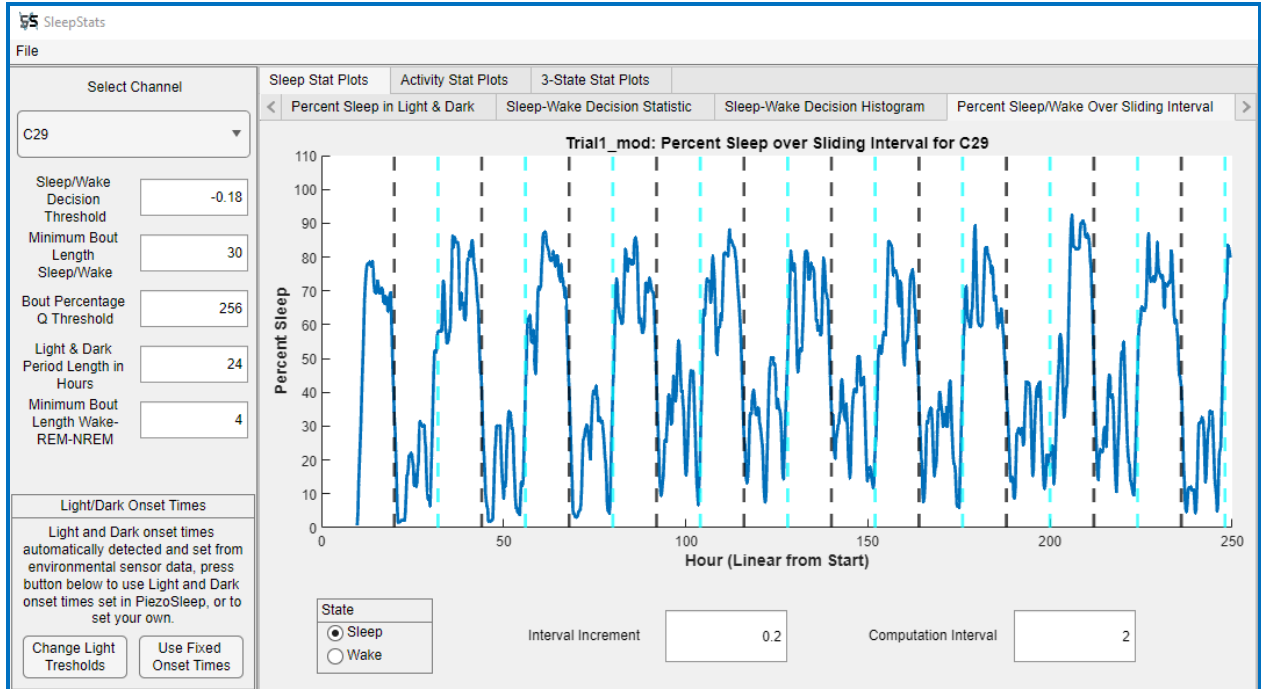 SleepStats
File
Select Channel
C29
Sleep/Wake
Decision
Threshold
-0.18
Minimum Bout
Length
Sleep/Wake
30
Bout Percentage
Q Threshold
256
Light & Dark
Period Length in
Hours
24
Minimum Bout
Length Wake-
REM-NREM
4
Light/Dark Onset Times
Light and Dark onset times
automatically detected and set from
environmental sensor data, press
button below to use Light and Dark
onset times set in PiezoSleep, or to
set your own.
Change Light
Tresholds
Use Fixed
Onset Times
Sleep Stat Plots Activity Stat Plots 3-State Stat Plots
< Percent Sleep in Light & Dark Sleep-Wake Decision Statistic Sleep-Wake Decision Histogram Percent Sleep/Wake Over Sliding Interval >
Trial1_mod: Percent Sleep over Sliding Interval for C29
Percent Sleep
110
100
90
80
70
60
50
40
30
20
10
0
0 50 100 150 200 250
Hour (Linear from Start)
State
Sleep
Wake
Interval Increment 0.2
Computation Interval 2